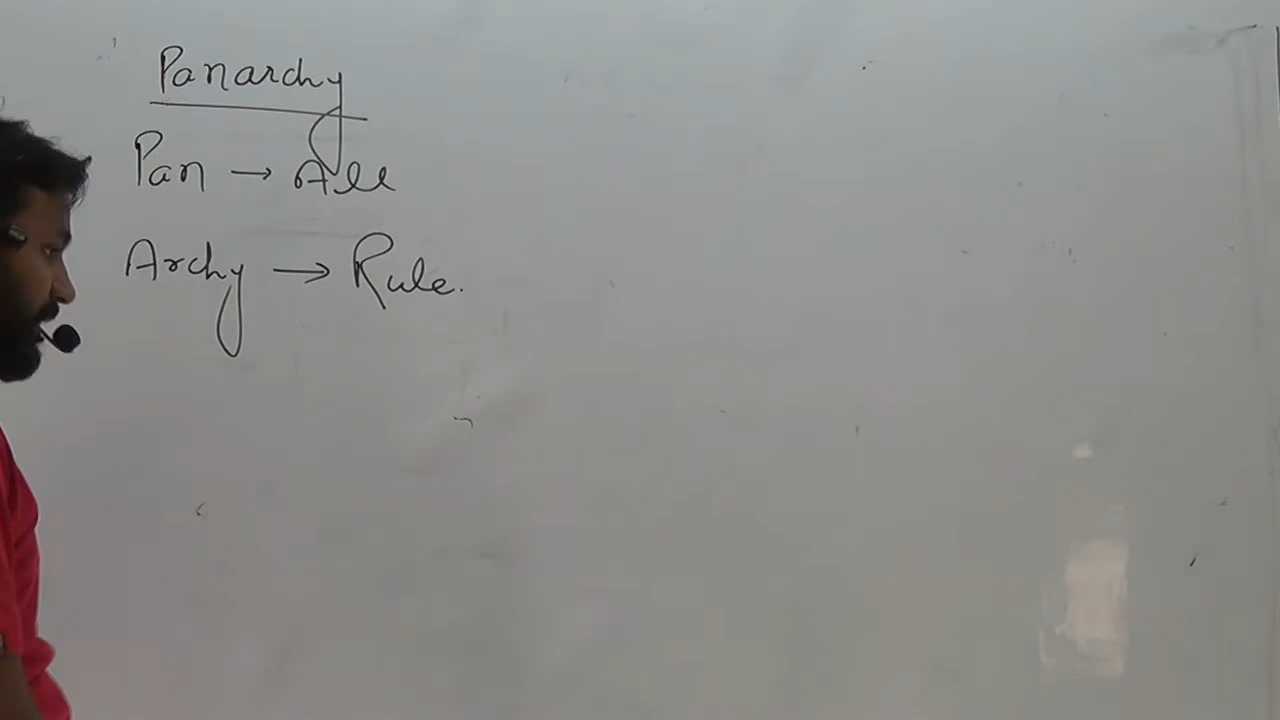 Panarchy
Pan → All
Archy → Rule.